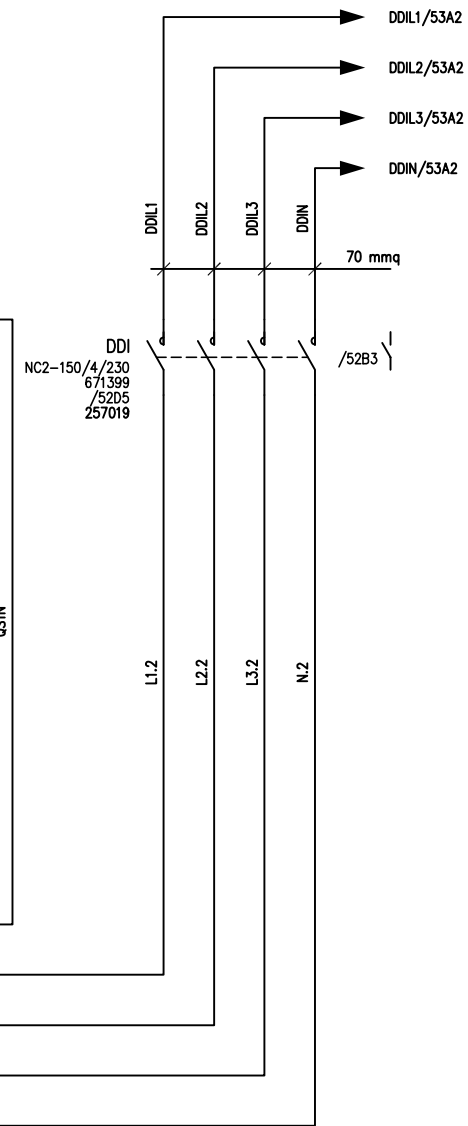 DDIL1/53A2
DDIL2/53A2
DDIL3/53A2
DDIN/53A2
DDIL1
DDIL2
DDIL3
DDIN
70 mmq
DDI
NC2-150/4/230
671399
/52D5
257019
/52B3
L1.2
L2.2
L3.2
N.2